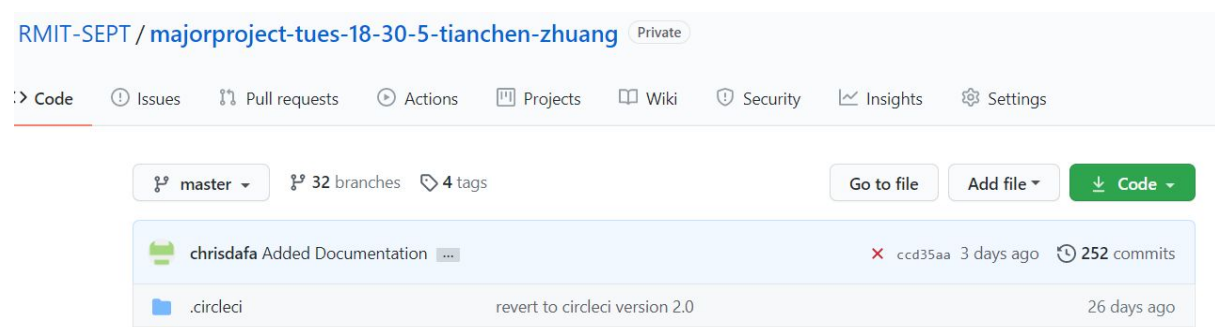 RMIT-SEPT / majorproject-tues-18-30-5-tianchen-zhuang Private
<> Code Issues Pull requests Actions Projects Wiki Security Insights Settings
master 32 branches 4 tags Go to file Add file Code
chrisdafa Added Documentation ... ccd35aa 3 days ago 252 commits
.circleci revert to circleci version 2.0 26 days ago